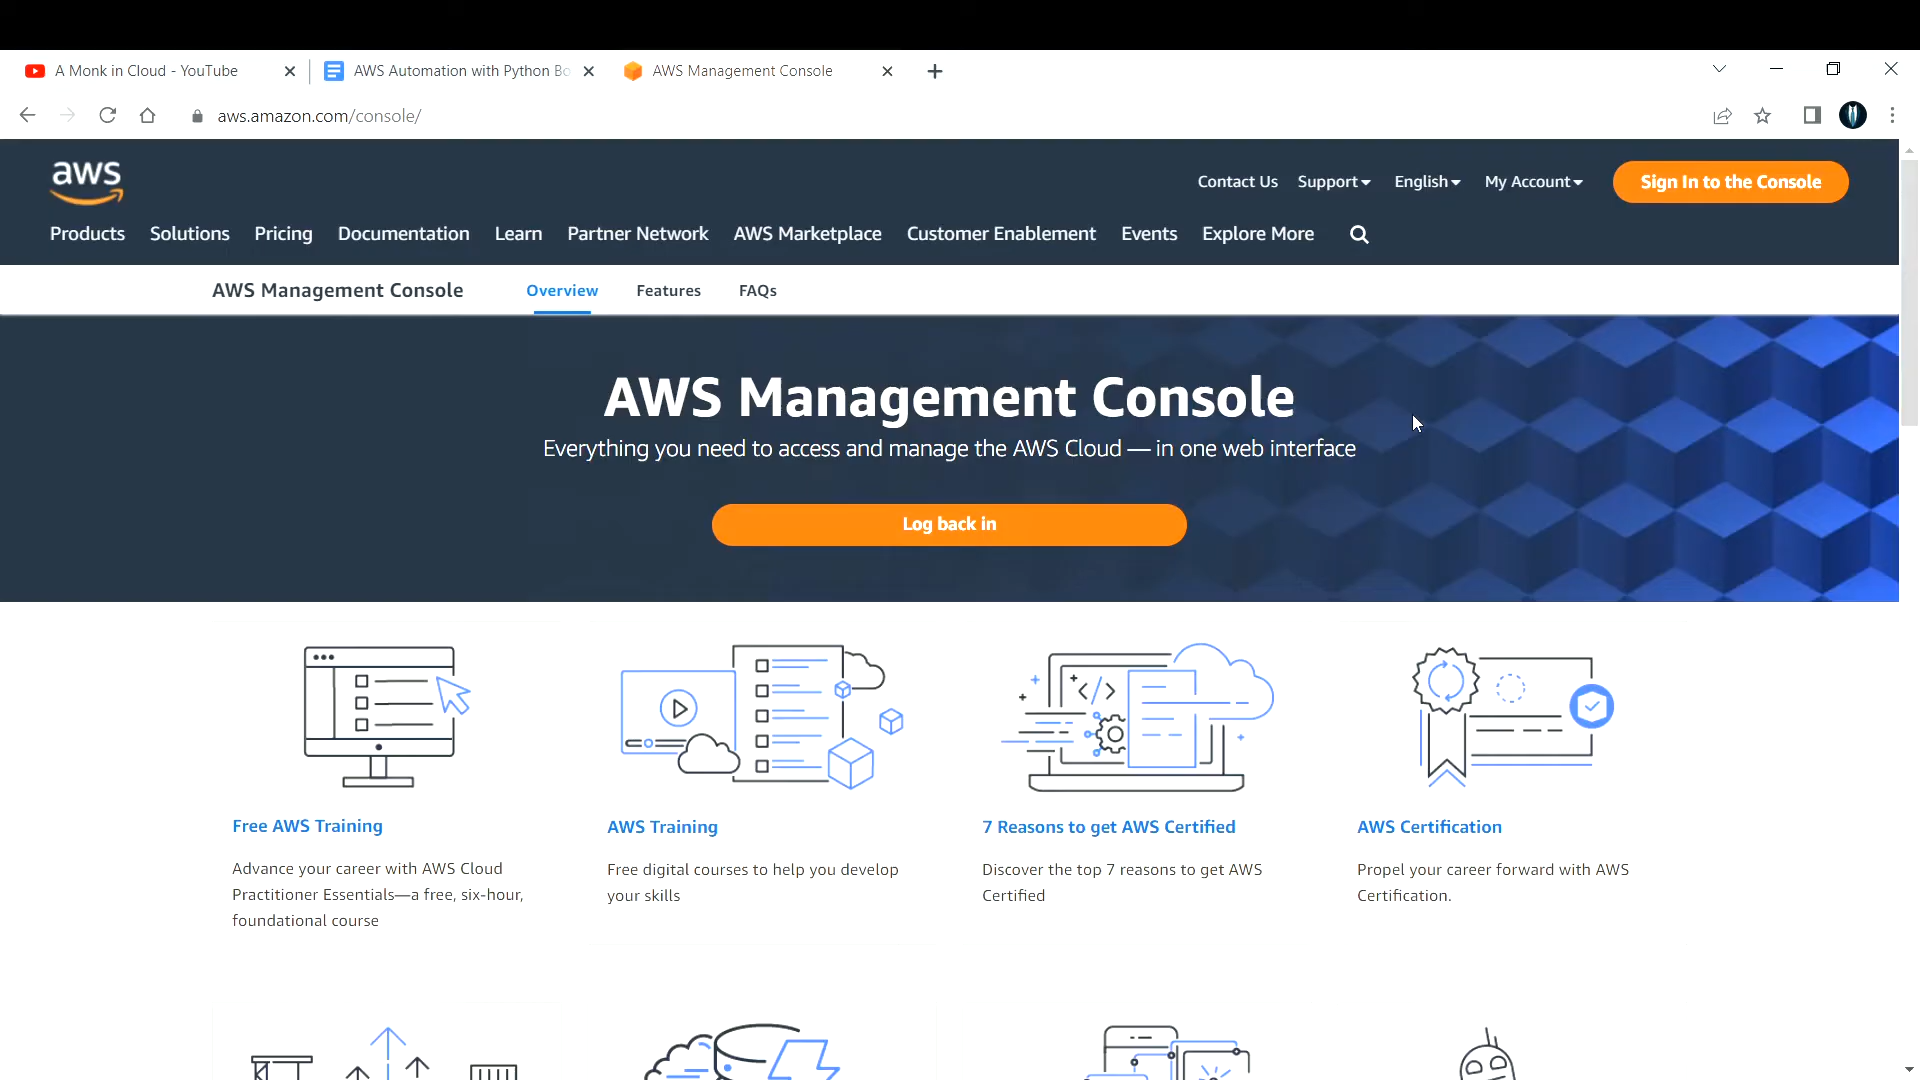 A Monk in Cloud - YouTube
AWS Automation with Python Bo
AWS Management Console
aws.amazon.com/console/
aws
Contact Us
Support
English
My Account
Sign In to the Console
Products
Solutions
Pricing
Documentation
Learn
Partner Network
AWS Marketplace
Customer Enablement
Events
Explore More
AWS Management Console
Overview
Features
FAQs
AWS Management Console
Everything you need to access and manage the AWS Cloud — in one web interface
Log back in
Free AWS Training
Advance your career with AWS Cloud
Practitioner Essentials—a free, six-hour,
foundational course
AWS Training
Free digital courses to help you develop
your skills
7 Reasons to get AWS Certified
Discover the top 7 reasons to get AWS
Certified
AWS Certification
Propel your career forward with AWS
Certification.